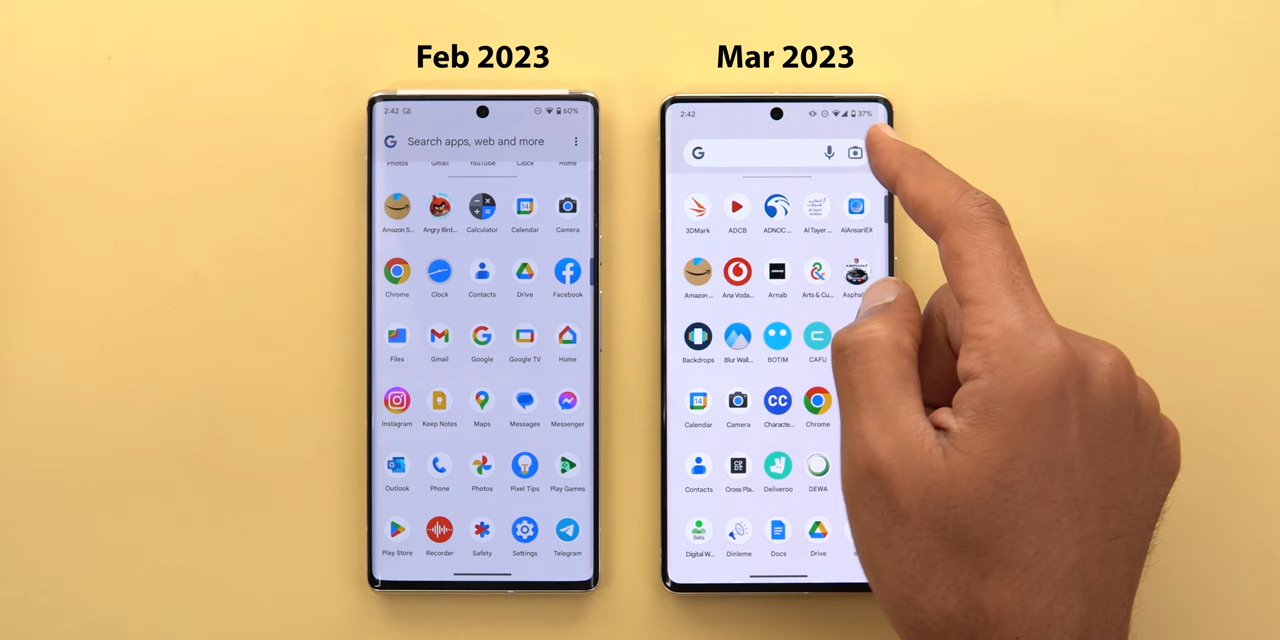 Feb 2023
Mar 2023
2:42
60%
Search apps, web and more
Photos Gmail YouTube Clock Home
Amazon S... Angry Bird... Calculator Calendar Camera
Chrome Clock Contacts Drive Facebook
Files Gmail Google Google TV Home
Instagram Keep Notes Maps Messages Messenger
Outlook Phone Photos Pixel Tips Play Games
Play Store Recorder Safety Settings Telegram
2:42
37%
3DMark ADCB ADNOC ... Al Tayer ... AlAnsariEX
Amazon ... Ana Voda... Arnab Arts & Cu... Asphal
Backdrops Blur Wall... BOTIM CAFU
Calendar Camera Characte... Chrome
Contacts Cross Pla.. Deliveroo DEWA
Digital W... Dinleme Docs Drive